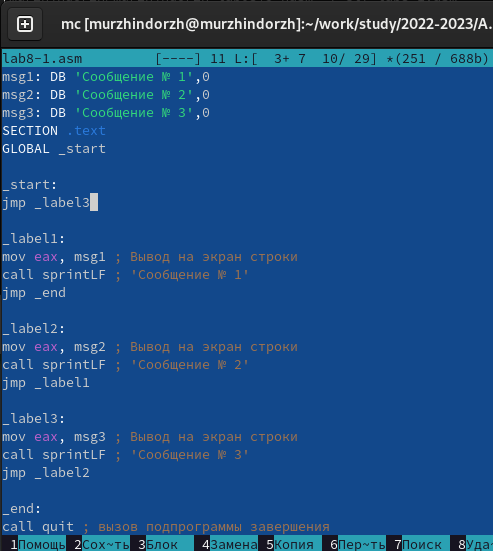 mc [murzhindorzh@murzhindorzh]:~/work/study/2022-2023/A
lab8-1.asm [----] 11 L:[ 3+ 7 10/ 29] *(251 / 688b)
msg1: DB 'Сообщение № 1',0
msg2: DB 'Сообщение № 2',0
msg3: DB 'Сообщение № 3',0
SECTION .text
GLOBAL _start
_start:
jmp _label3
_label1:
mov eax, msg1 ; Вывод на экран строки
call sprintLF ; 'Сообщение № 1'
jmp _end
_label2:
mov eax, msg2 ; Вывод на экран строки
call sprintLF ; 'Сообщение № 2'
jmp _label1
_label3:
mov eax, msg3 ; Вывод на экран строки
call sprintLF ; 'Сообщение № 3'
jmp _label2
_end:
call quit ; вызов подпрограммы завершения
1Помощь 2Сох~ть 3Блок 4Замена 5Копия 6Пер~ть 7Поиск 8Уда